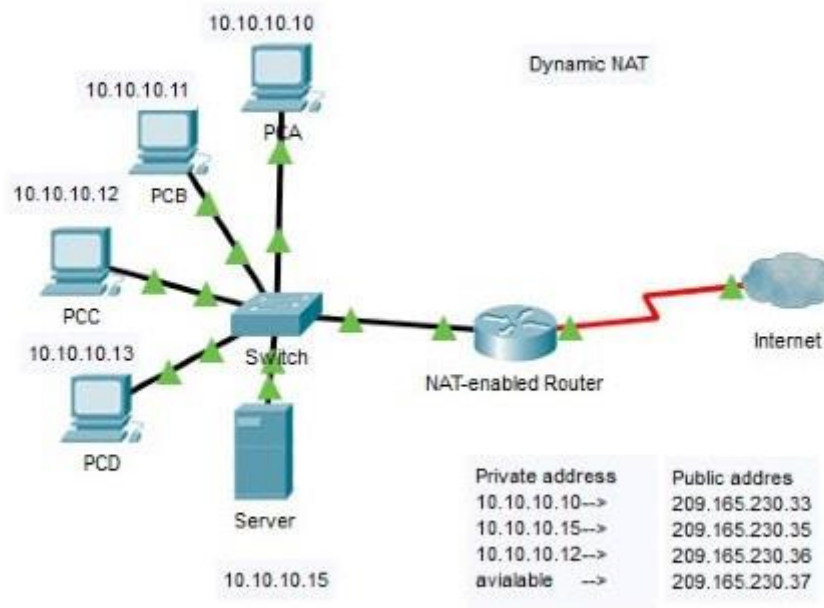 10.10.10.10
Dynamic NAT
10.10.10.11
PCA
PCB
10.10.10.12
PCC
10.10.10.13
Switch
Internet
NAT-enabled Router
PCD
Server
10.10.10.15
Private address
10.10.10.10-->
10.10.10.15-->
10.10.10.12-->
avialable -->
Public addres
209.165.230.33
209.165.230.35
209.165.230.36
209.165.230.37